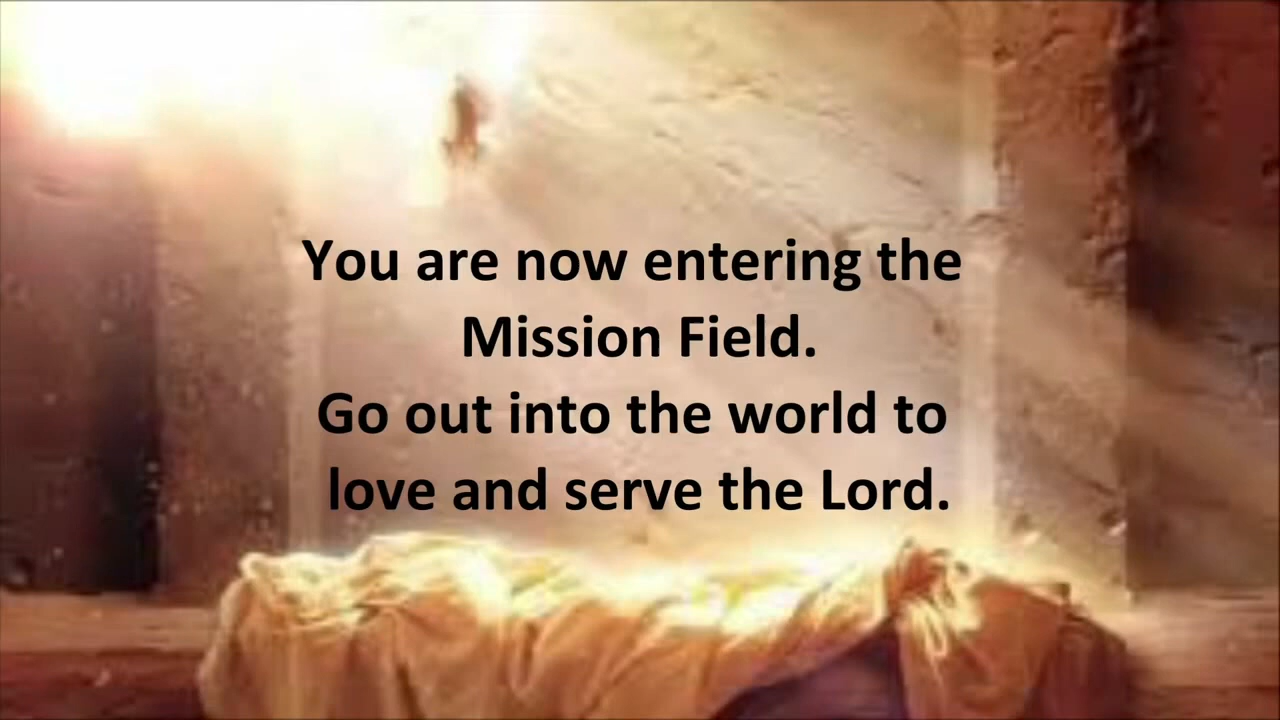 You are now entering the
Mission Field.
Go out into the world to
love and serve the Lord.